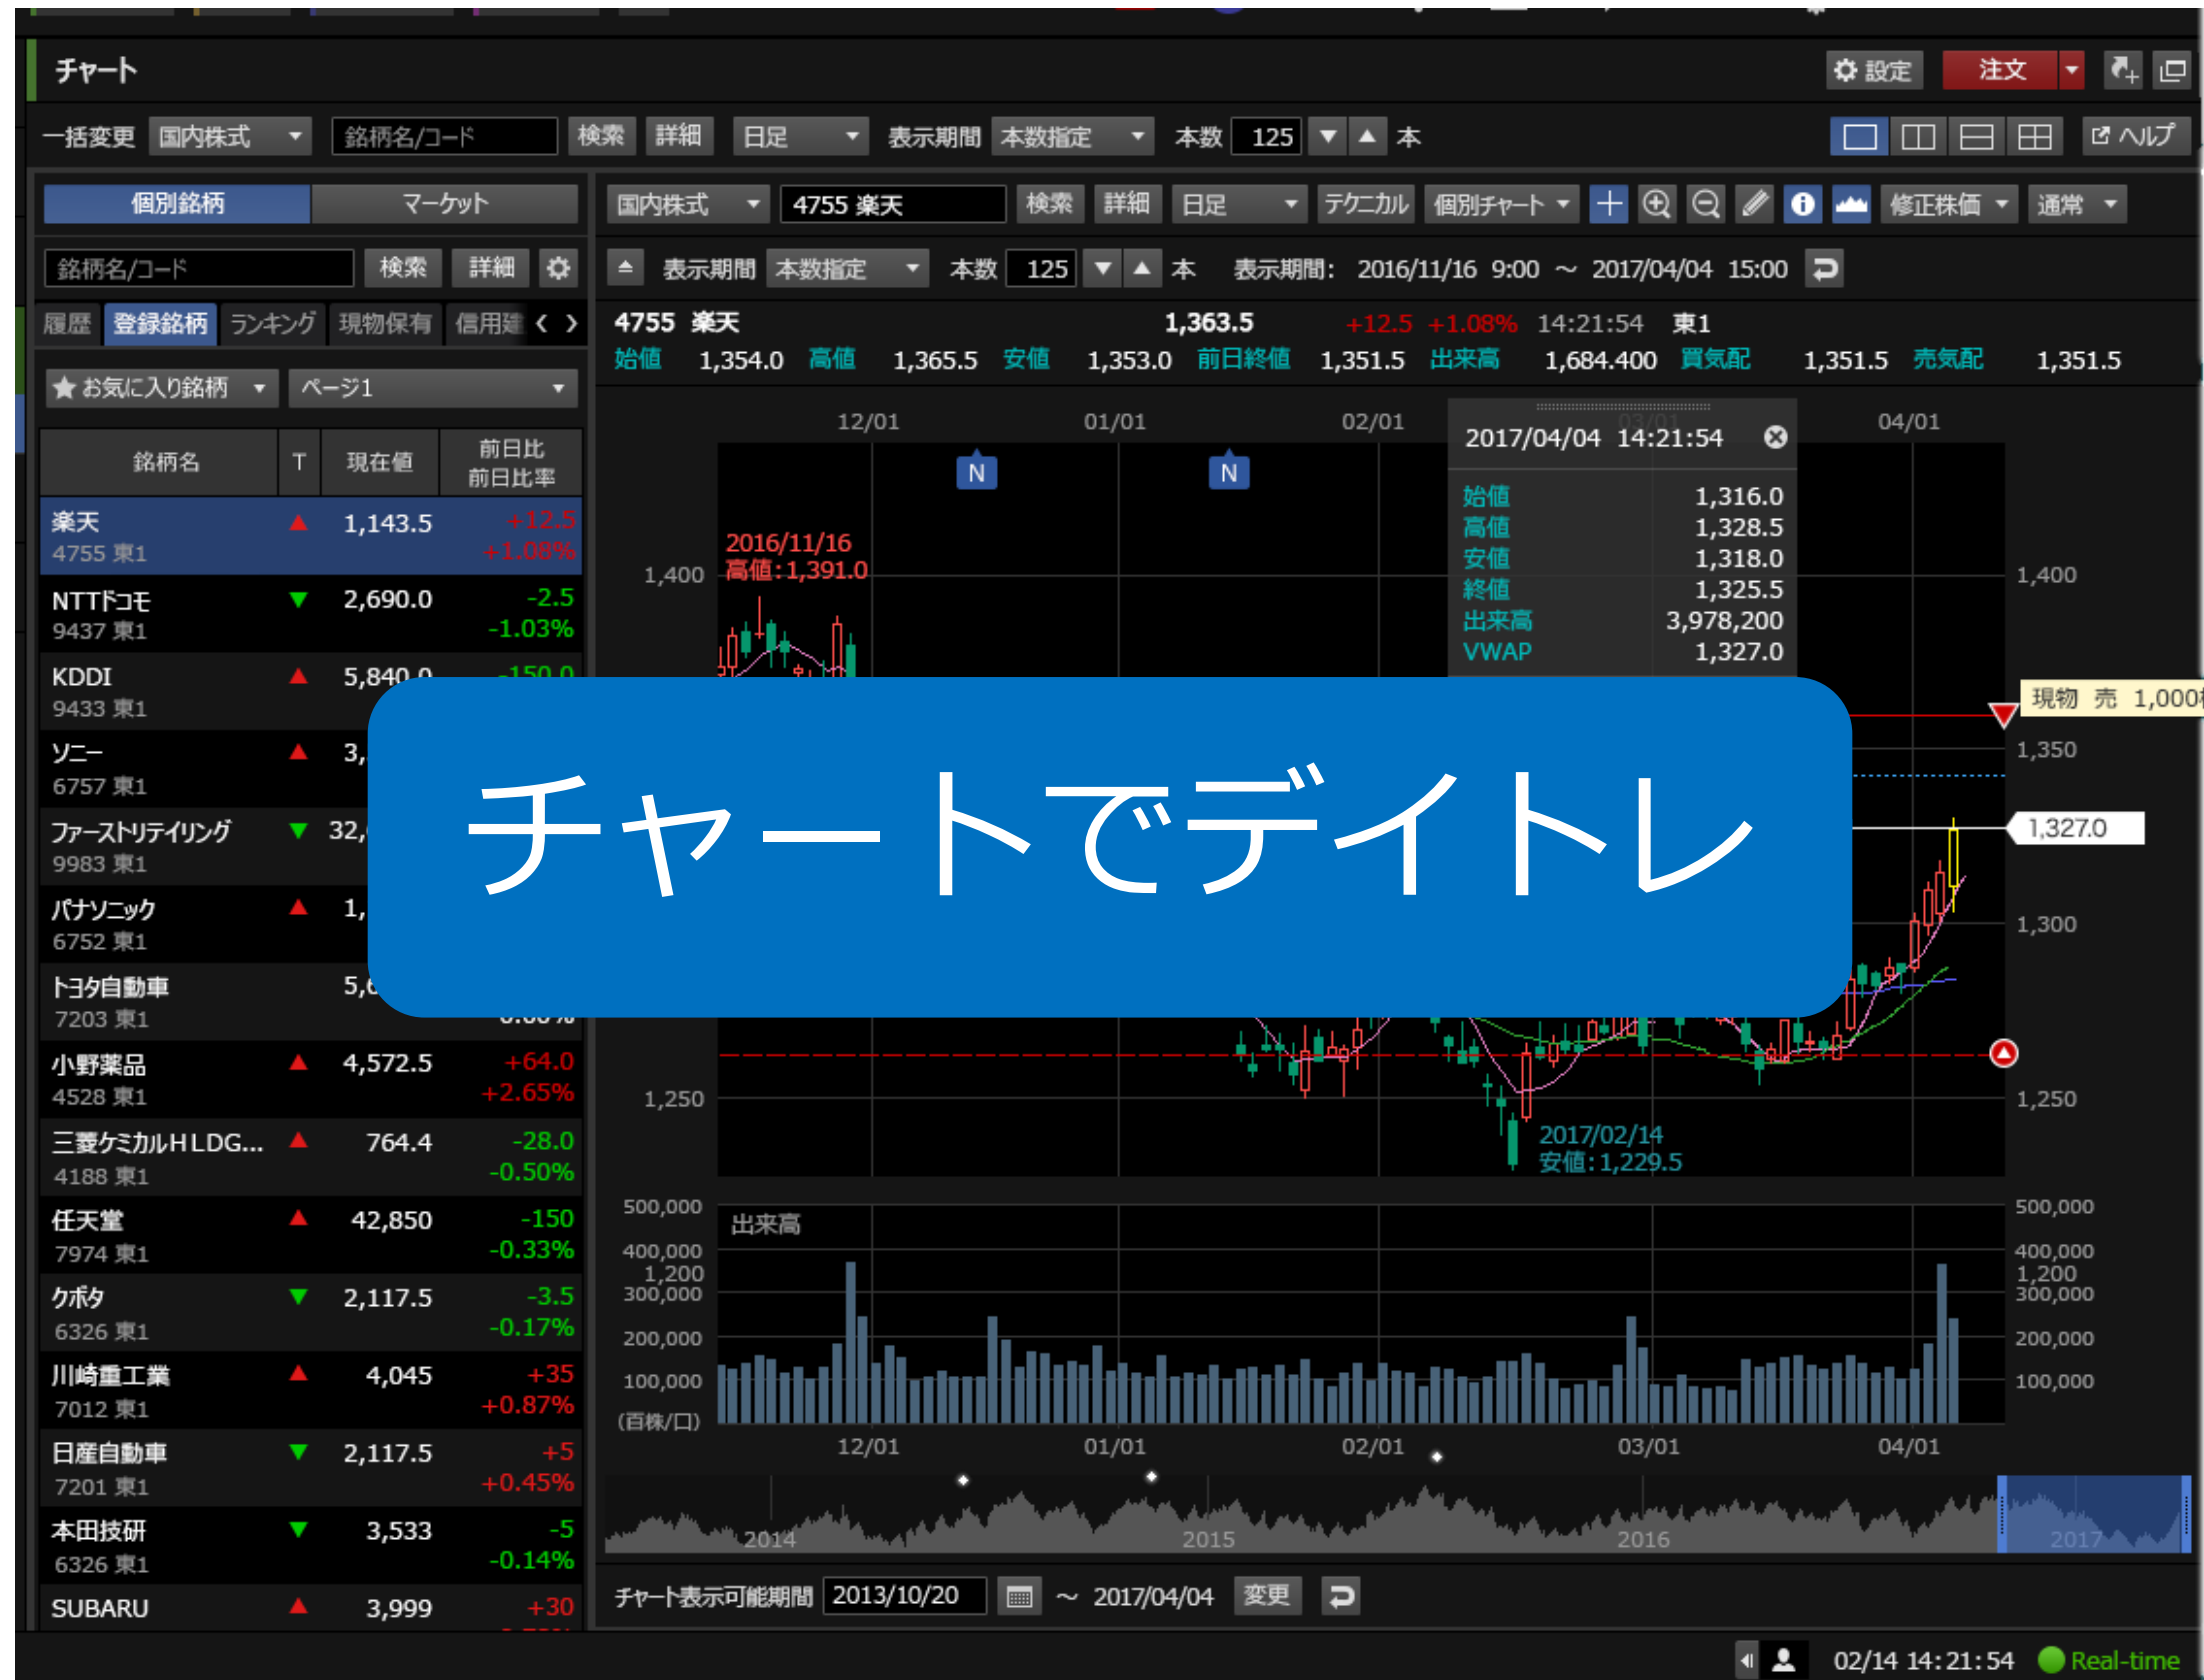 チャート
設定 注文
一括変更 国内株式 銘柄名/コード 検索 詳細 日足 表示期間 本数指定 本数 125 本 ヘルプ
個別銘柄 マーケット
国内株式 4755 楽天 検索 詳細 日足 テクニカル 個別チャート 修正株価 通常
銘柄名/コード 検索 詳細
表示期間 本数指定 本数 125 本 表示期間: 2016/11/16 9:00 ～ 2017/04/04 15:00
履歴 登録銘柄 ランキング 現物保有 信用建
4755 楽天 1,363.5 +12.5 +1.08% 14:21:54 東1
始値 1,354.0 高値 1,365.5 安値 1,353.0 前日終値 1,351.5 出来高 1,684.400 買気配 1,351.5 売気配 1,351.5
★お気に入り銘柄 ページ1
銘柄名 T 現在値 前日比
前日比率
楽天 ▲ 1,143.5 +12.5
4755 東1 +1.08%
NTTドコモ ▼ 2,690.0 -2.5
9437 東1 -1.03%
KDDI ▲ 5,840.0 -150.0
9433 東1
ソニー ▲ 3,
6757 東1
ファーストリテイリング ▼ 32,
9983 東1
パナソニック ▲ 1,
6752 東1
トヨタ自動車
7203 東1
小野薬品 ▲ 4,572.5 +64.0
4528 東1 +2.65%
三菱ケミカルHLDG... ▲ 764.4 -28.0
4188 東1 -0.50%
任天堂 ▲ 42,850 -150
7974 東1 -0.33%
クボタ ▼ 2,117.5 -3.5
6326 東1 -0.17%
川崎重工業 ▲ 4,045 +35
7012 東1 +0.87%
日産自動車 ▼ 2,117.5 +5
7201 東1 +0.45%
本田技研 ▼ 3,533 -5
6326 東1 -0.14%
SUBARU ▲ 3,999 +30
12/01 01/01 02/01 03/01 04/01
N N
2017/04/04 14:21:54
始値 1,316.0
高値 1,328.5
安値 1,318.0
終値 1,325.5
出来高 3,978,200
VWAP 1,327.0
2016/11/16
高値:1,391.0
1,400 1,400
現物 売 1,000
1,350
1,327.0
チャートでデイトレ
1,300
1,250 1,250
2017/02/14
安値:1,229.5
出来高
500,000 500,000
400,000 400,000
1,200 1,200
300,000 300,000
200,000 200,000
100,000 100,000
(百株/口)
12/01 01/01 02/01 03/01 04/01
2014 2015 2016 2017
チャート表示可能期間 2013/10/20 ～ 2017/04/04 変更
02/14 14:21:54 Real-time